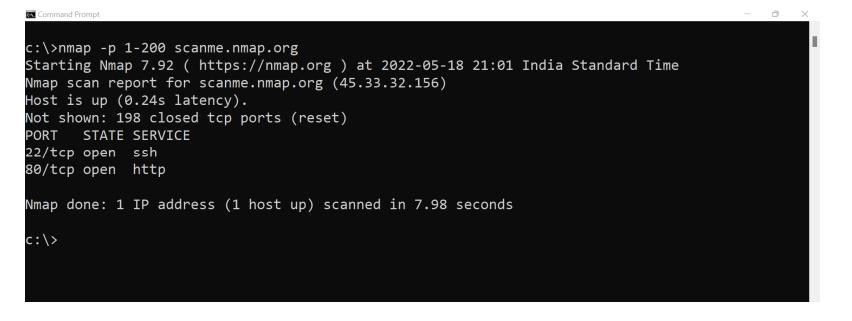 Command Prompt
c:\>nmap -p 1-200 scanme.nmap.org
Starting Nmap 7.92 ( https://nmap.org ) at 2022-05-18 21:01 India Standard Time
Nmap scan report for scanme.nmap.org (45.33.32.156)
Host is up (0.24s latency).
Not shown: 198 closed tcp ports (reset)
PORT   STATE SERVICE
22/tcp open  ssh
80/tcp open  http
Nmap done: 1 IP address (1 host up) scanned in 7.98 seconds
c:\>